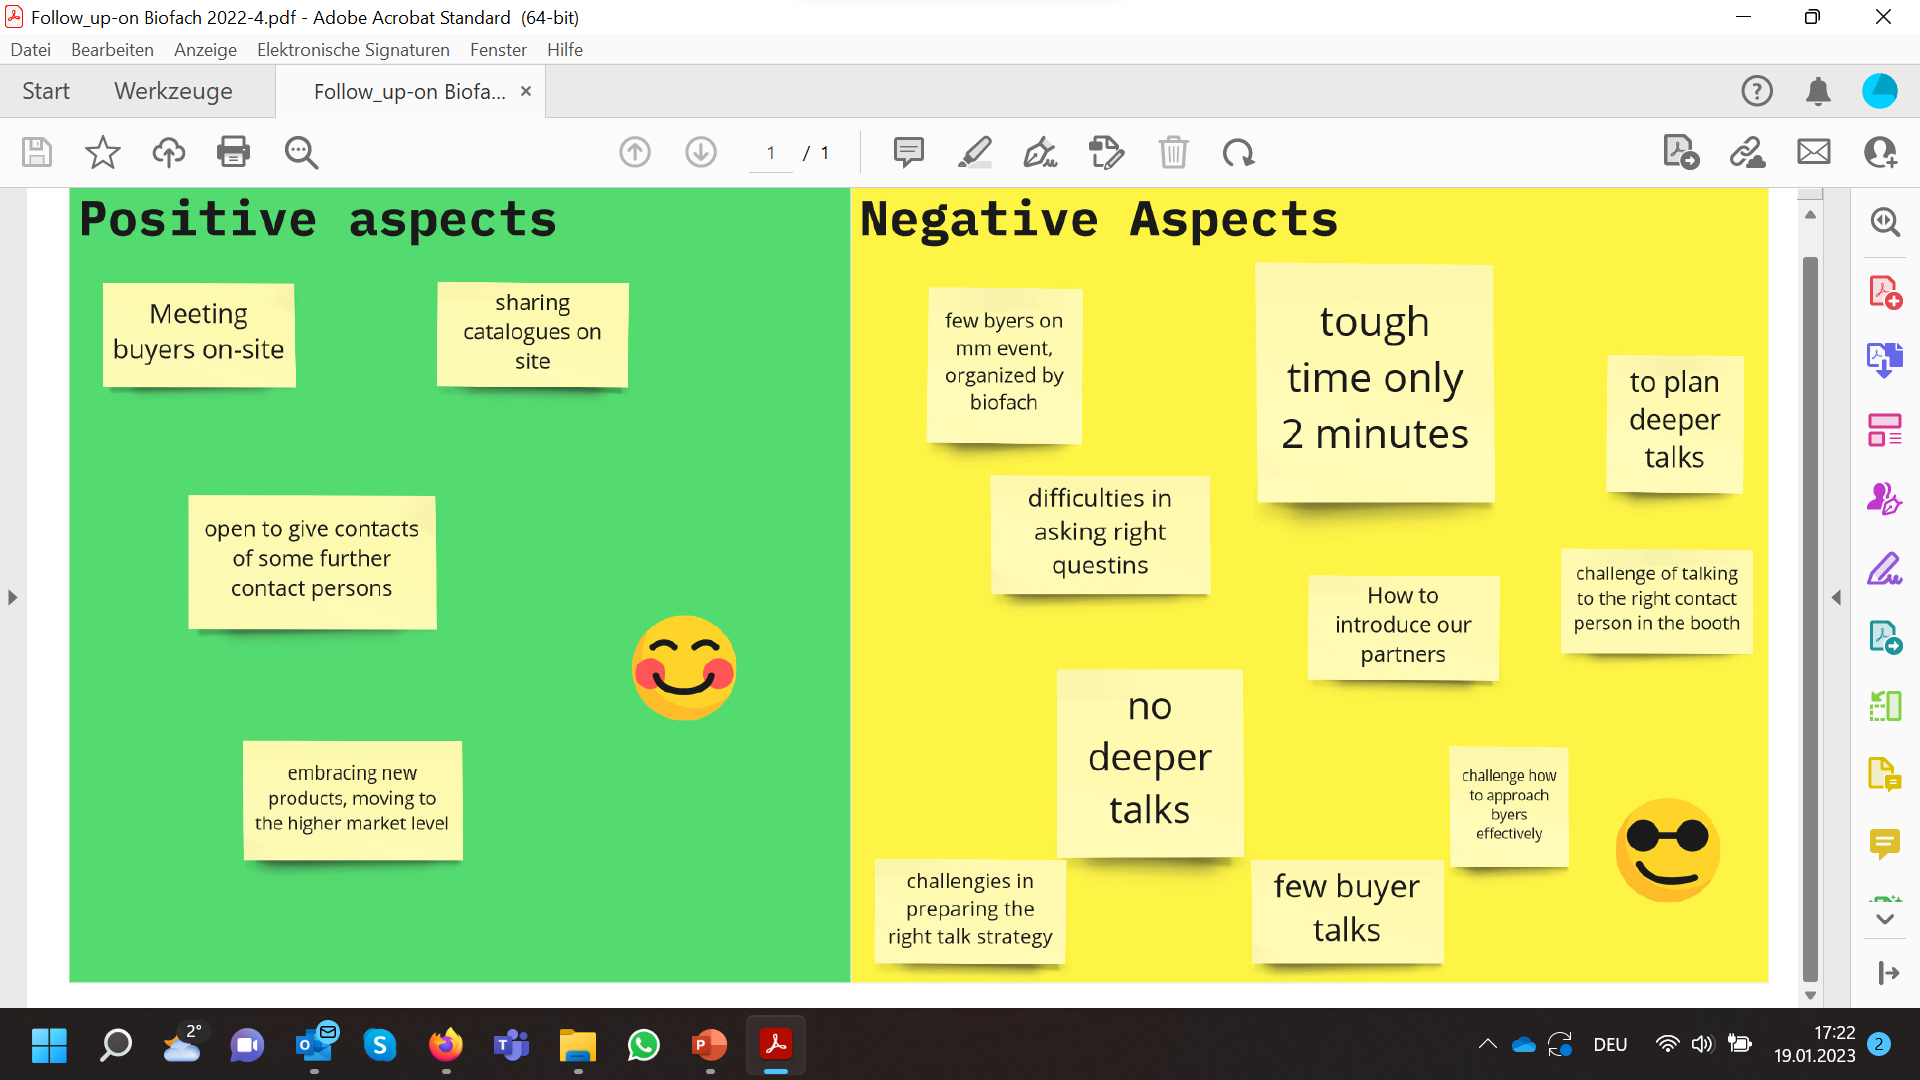 Follow_up-on Biofach 2022-4.pdf - Adobe Acrobat Standard (64-bit)
Datei Bearbeiten Anzeige Elektronische Signaturen Fenster Hilfe
Start Werkzeuge Follow_up-on Biofa... ×
1 / 1
Positive aspects
Meeting
buyers on-site
sharing
catalogues on
site
open to give contacts
of some further
contact persons
embracing new
products, moving to
the higher market level
Negative Aspects
few byers on
mm event,
organized by
biofach
tough
time only
2 minutes
to plan
deeper
talks
difficulties in
asking right
questins
How to
introduce our
partners
challenge of talking
to the right contact
person in the booth
no
deeper
talks
challenge how
to approach
byers
effectively
challengies in
preparing the
right talk strategy
few buyer
talks
2°
DEU
17:22
19.01.2023
2